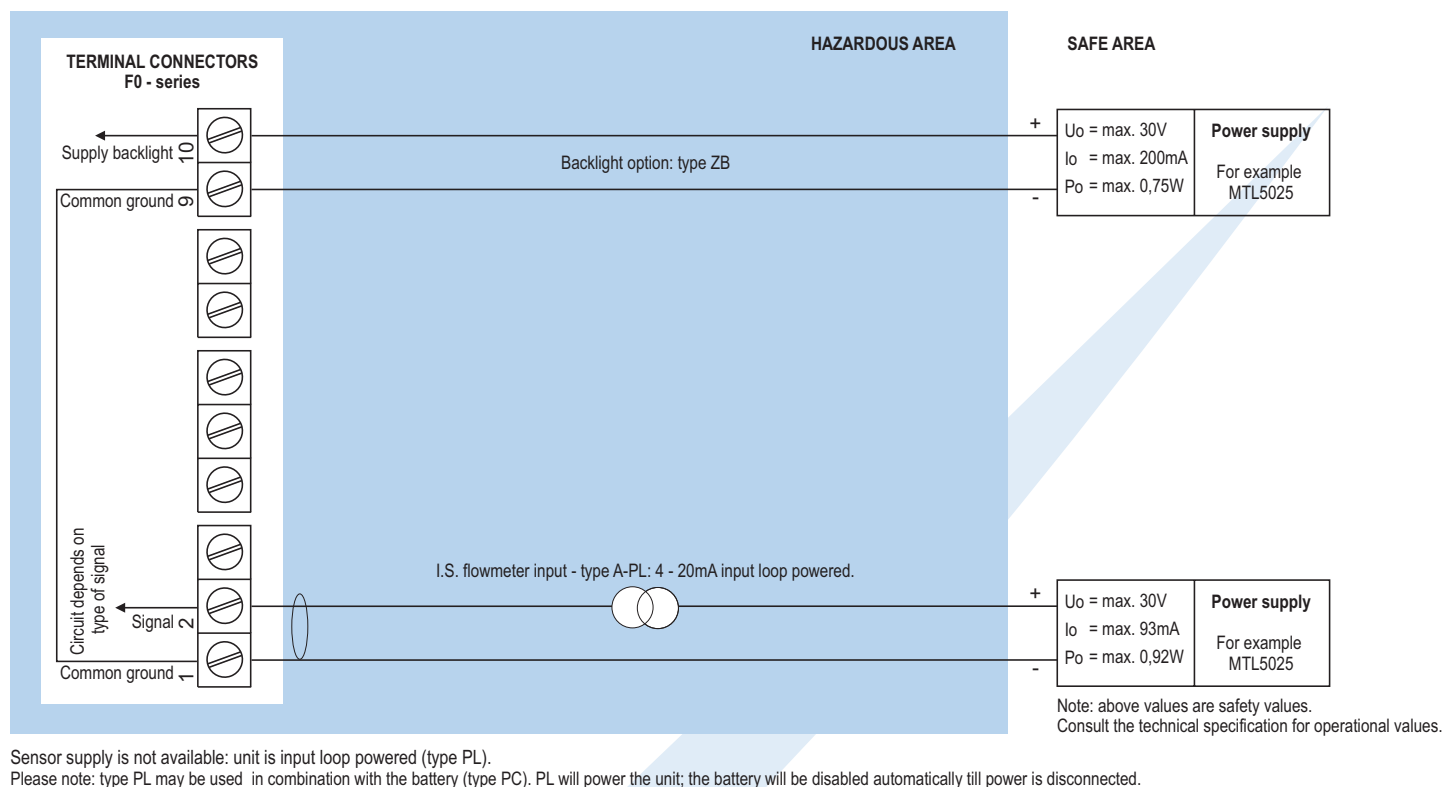 HAZARDOUS AREA
SAFE AREA
TERMINAL CONNECTORS
F0 - series
Supply backlight
10
Common ground
9
Backlight option: type ZB
+
-
Uo = max. 30V
Io = max. 200mA
Po = max. 0,75W
Power supply
For example
MTL5025
Circuit depends on
type of signal
Signal
2
Common ground
1
I.S. flowmeter input - type A-PL: 4 - 20mA input loop powered.
+
-
Uo = max. 30V
Io = max. 93mA
Po = max. 0,92W
Power supply
For example
MTL5025
Note: above values are safety values.
Consult the technical specification for operational values.
Sensor supply is not available: unit is input loop powered (type PL).
Please note: type PL may be used in combination with the battery (type PC). PL will power the unit; the battery will be disabled automatically till power is disconnected.